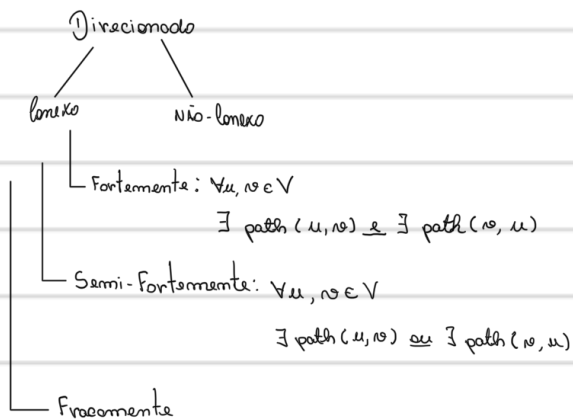 Direcionado
Conexo Não-Conexo
Fortemente: ∀u, v ∈ V
∃ path(u,v) e ∃ path(v, u)
Semi-Fortemente: ∀u, v ∈ V
∃ path(u,v) ou ∃ path(v, u)
Fracamente